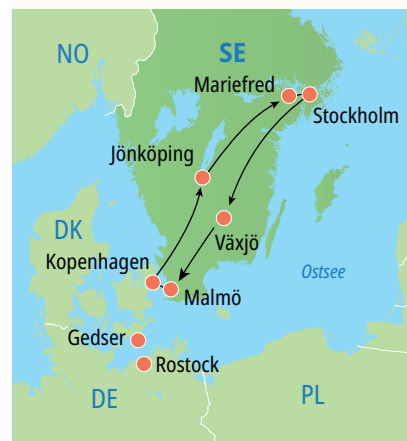 NO
SE
Mariefred
Stockholm
Jönköping
DK
Växjö
Kopenhagen
Ostsee
Malmö
Gedser
Rostock
DE
PL